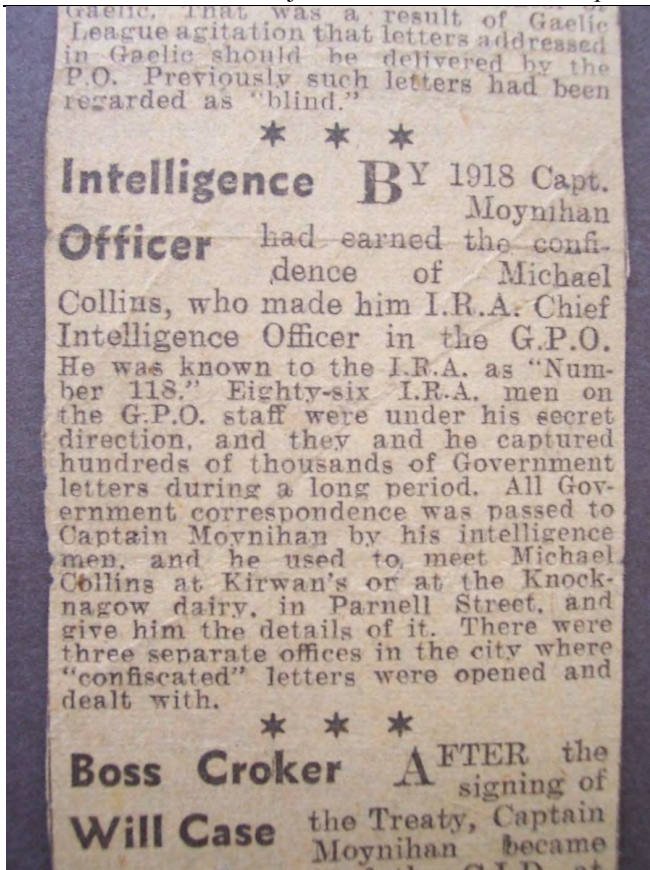 Gaelic. That was a result of Gaelic
League agitation that letters addressed
in Gaelic should be delivered by the
P.O. Previously such letters had been
regarded as "blind."
* * *
Intelligence BY 1918 Capt.
Moynihan
Officer had earned the confi-
dence of Michael
Collins, who made him I.R.A. Chief
Intelligence Officer in the G.P.O.
He was known to the I.R.A. as "Num-
ber 118." Eighty-six I.R.A. men on
the G.P.O. staff were under his secret
direction, and they and he captured
hundreds of thousands of Government
letters during a long period. All Gov-
ernment correspondence was passed to
Captain Moynihan by his intelligence
men, and he used to meet Michael
Collins at Kirwan's or at the Knock-
nagow dairy, in Parnell Street, and
give him the details of it. There were
three separate offices in the city where
"confiscated" letters were opened and
dealt with.
* * *
Boss Croker AFTER the
signing of
Will Case the Treaty, Captain
Moynihan became
of the C.I.D. at